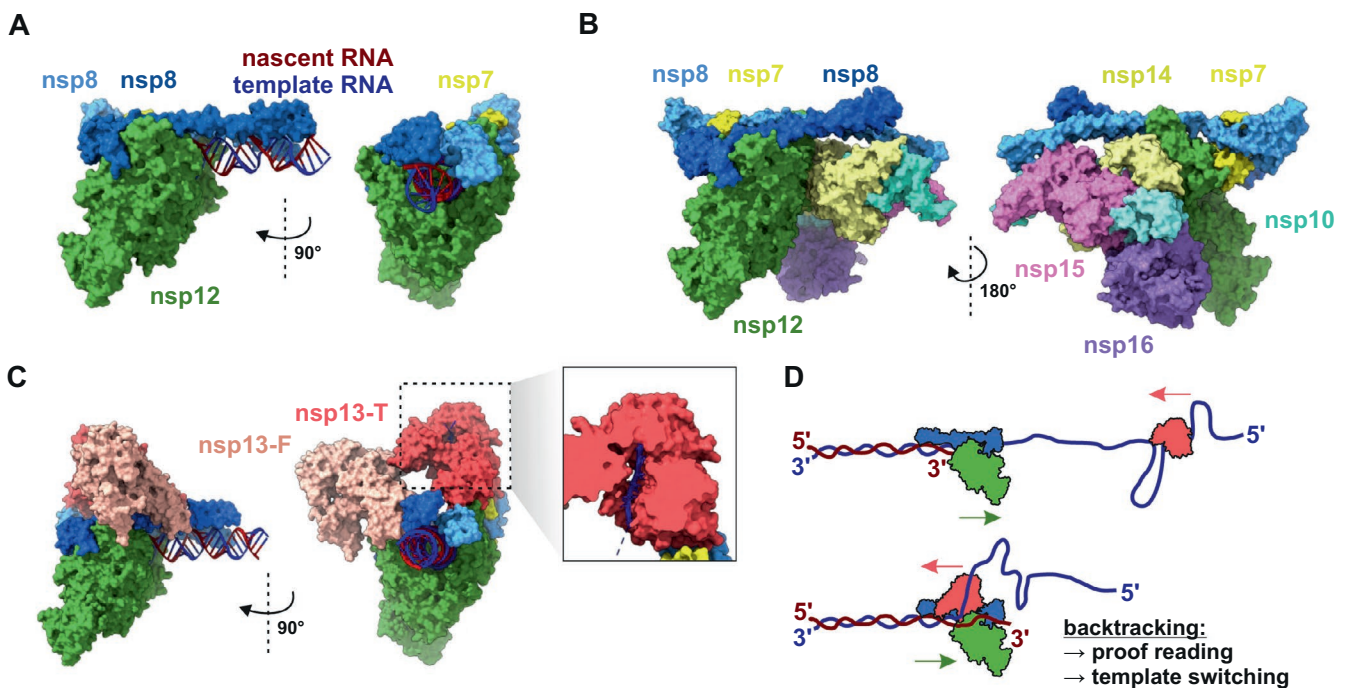 A
nsp8 nsp8
nascent RNA
template RNA
nsp7
nsp12
90°
B
nsp8 nsp7 nsp8
nsp14 nsp7
nsp12
nsp10
nsp15
nsp16
180°
C
nsp13-T
nsp13-F
90°
D
5'
3'
3'
5'
5'
3'
3'
5'
backtracking:
→ proof reading
→ template switching